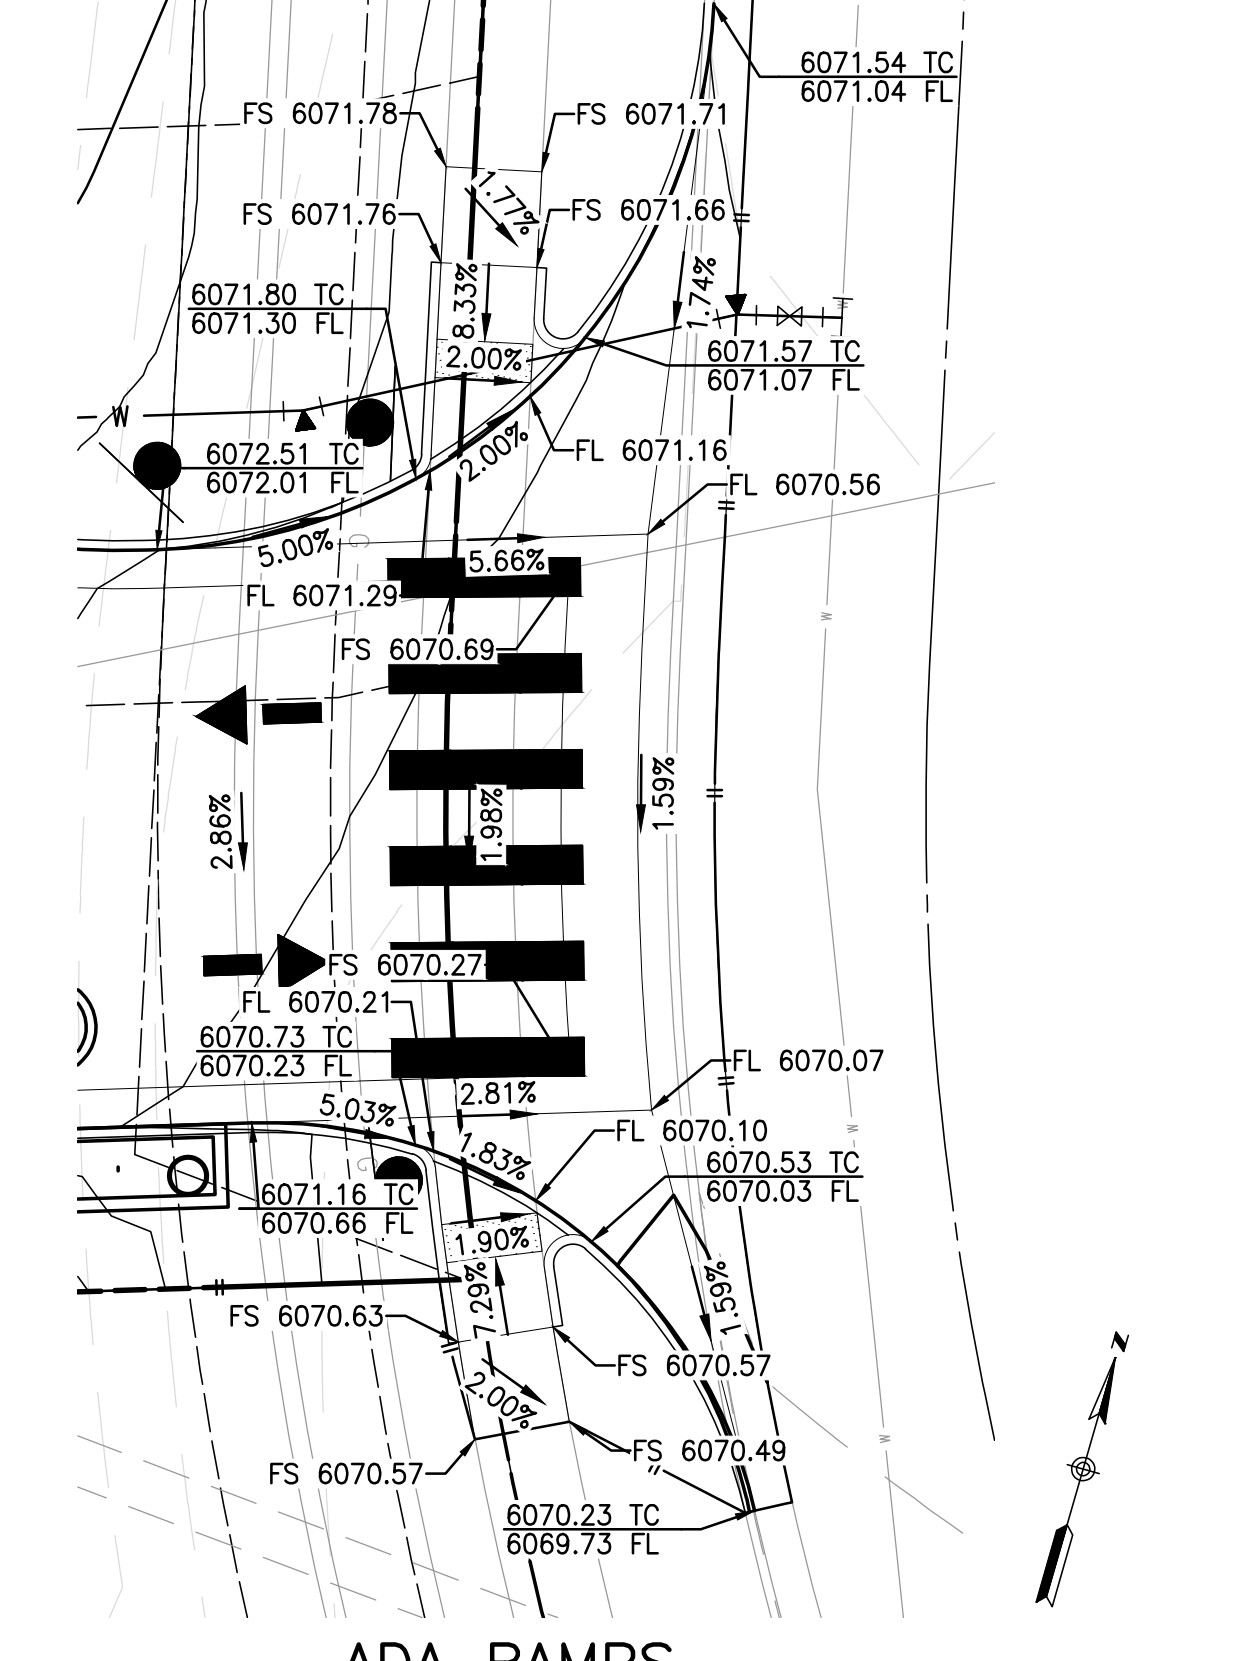 6071.54 TC
6071.04 FL
FS 6071.78
FS 6071.71
1.77%
FS 6071.76
FS 6071.66
8.33%
1.74%
6071.80 TC
6071.30 FL
W
2.00%
6071.57 TC
6071.07 FL
W
6072.51 TC
6072.01 FL
2.00%
FL 6071.16
FL 6070.56
5.00%
G
5.66%
FL 6071.29
W
FS 6070.69
2.86%
1.98%
1.59%
FS 6070.27
FL 6070.21
6070.73 TC
6070.23 FL
FL 6070.07
2.81%
5.03%
FL 6070.10
W
1.83%
6070.53 TC
6070.03 FL
G
6071.16 TC
6070.66 FL
1.90%
7.29%
1.59%
FS 6070.63
N
FS 6070.57
2.00%
W
FS 6070.49
FS 6070.57
6070.23 TC
6069.73 FL
ADA RAMPS